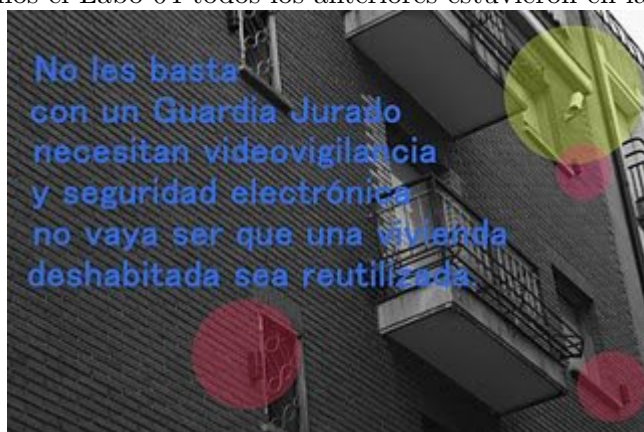 No les basta
con un Guardia Jurado
necesitan videovigilancia
y seguridad electrónica
no vaya ser que una vivienda
deshabitada sea reutilizada.